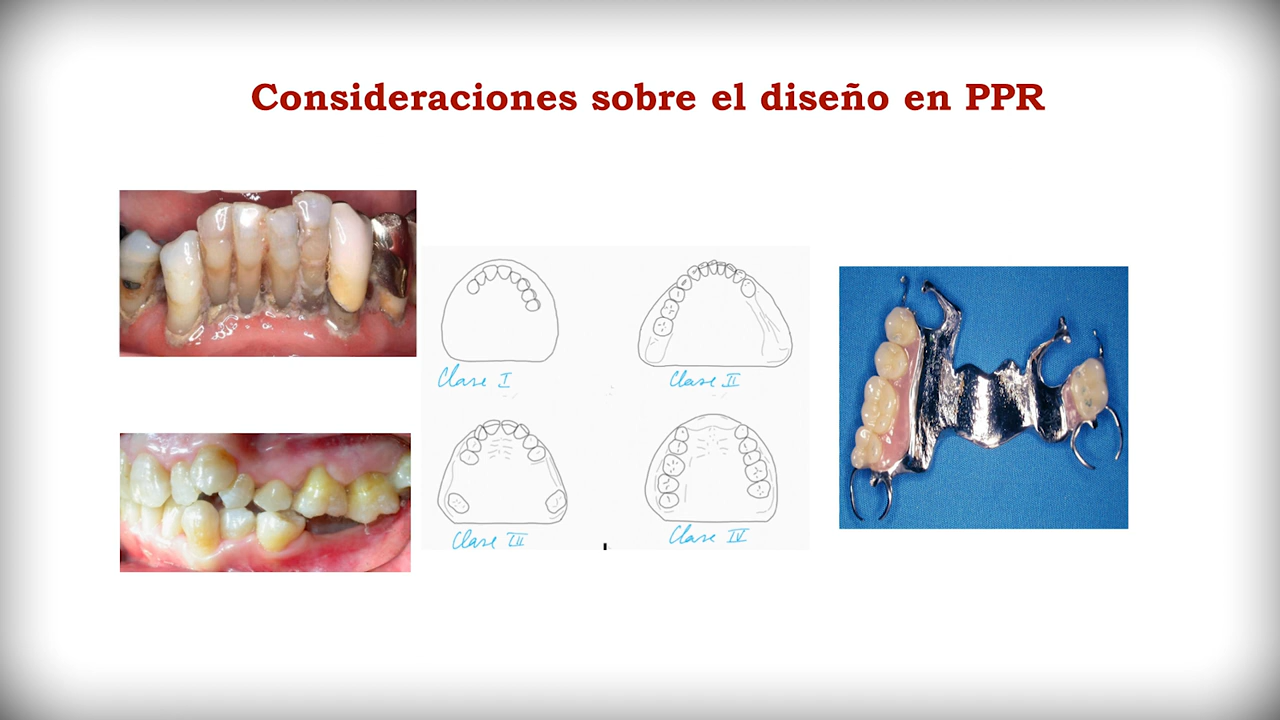 Consideraciones sobre el diseño en PPR
Clase I
Clase II
Clase III
Clase IV